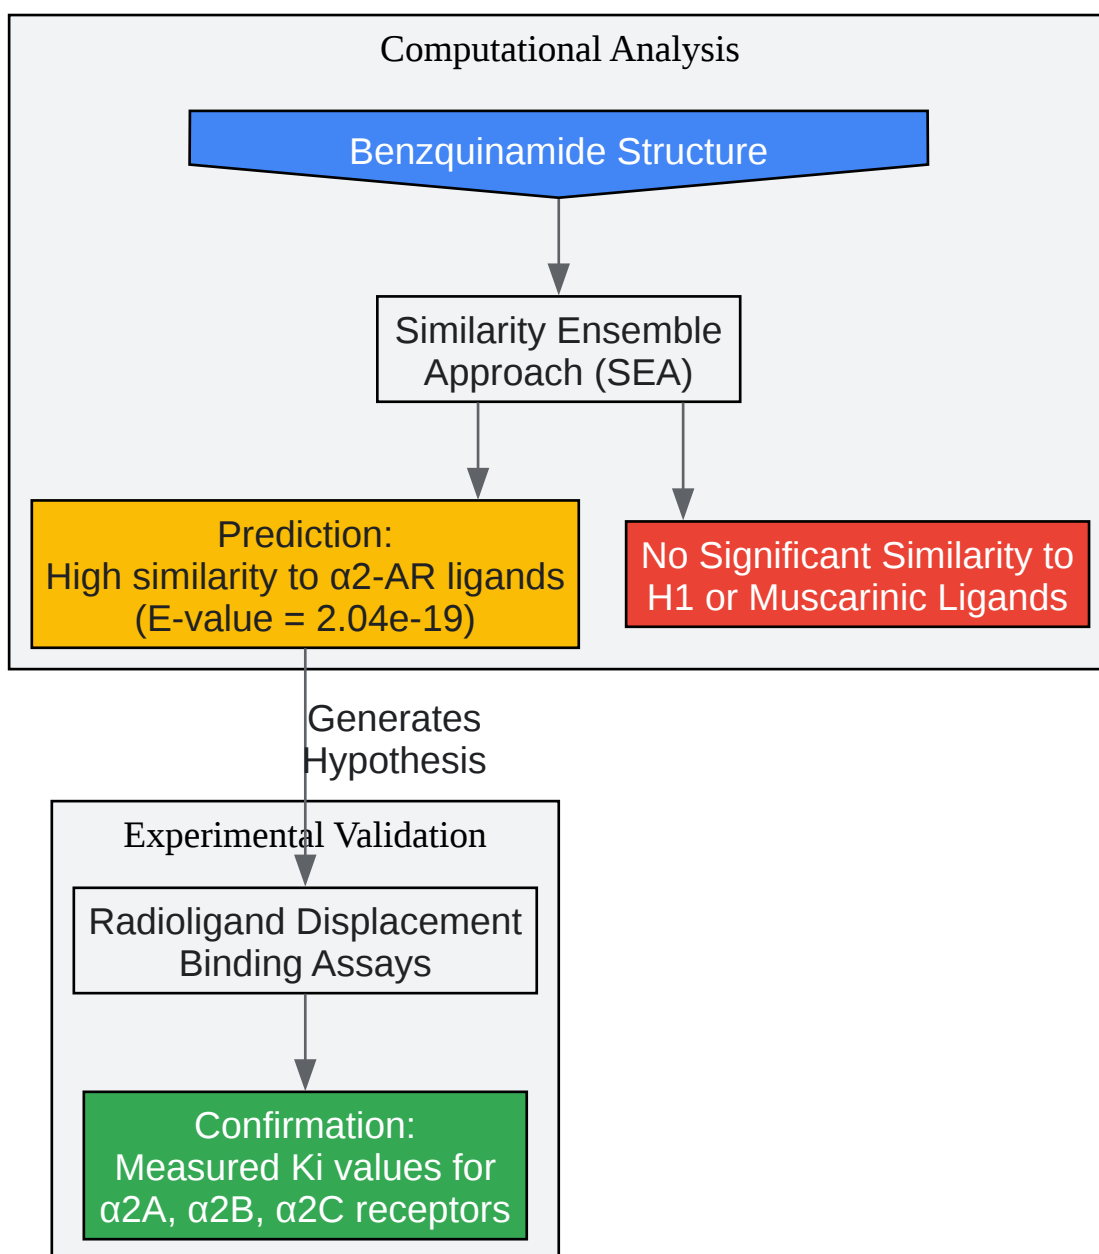 Computational Analysis
Benzquinamide Structure
Similarity Ensemble
Approach (SEA)
Prediction:
High similarity to α2-AR ligands
(E-value = 2.04e-19)
No Significant Similarity to
H1 or Muscarinic Ligands
Generates
Hypothesis
Experimental Validation
Radioligand Displacement
Binding Assays
Confirmation:
Measured Ki values for
α2A, α2B, α2C receptors